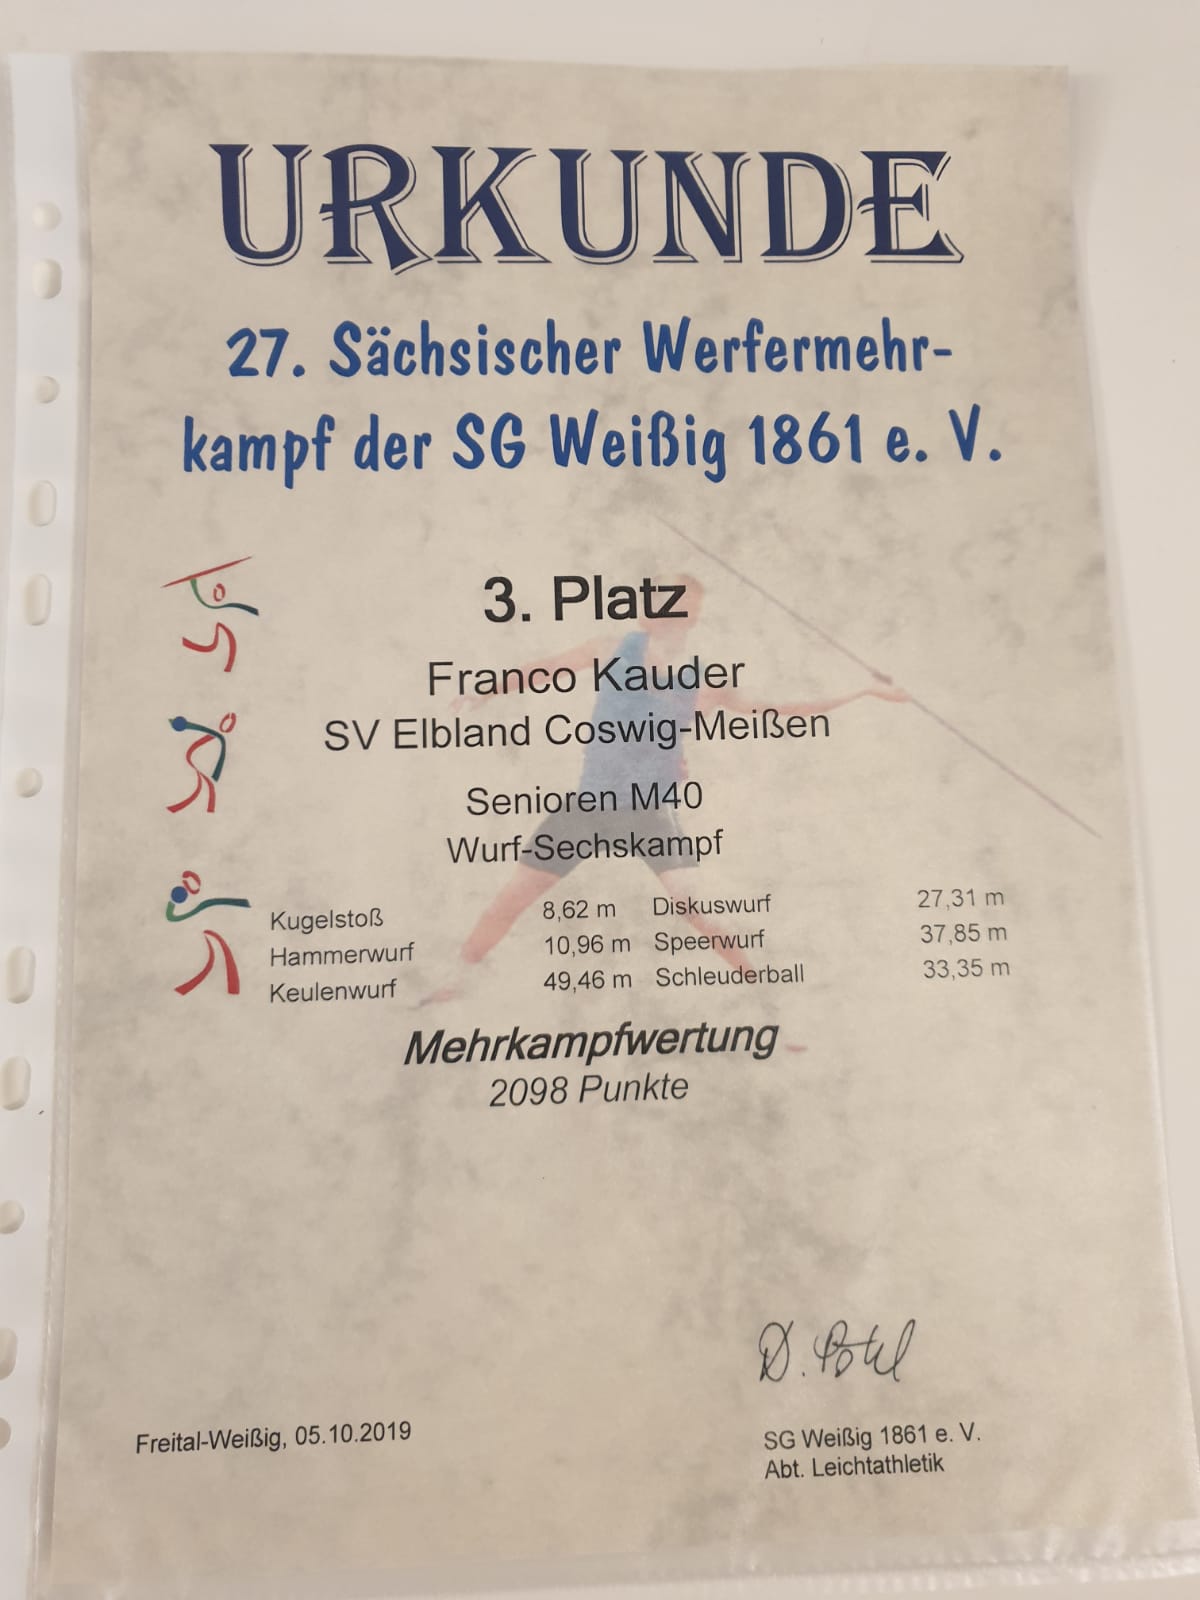 URKUNDE
27. Sächsischer Werfermehr-
kampf der SG Weißig 1861 e. V.
3. Platz
Franco Kauder
SV Elbland Coswig-Meißen
Senioren M40
Wurf-Sechskampf
Kugelstoß 8,62 m Diskuswurf 27,31 m
Hammerwurf 10,96 m Speerwurf 37,85 m
Keulenwurf 49,46 m Schleuderball 33,35 m
Mehrkampfwertung
2098 Punkte
D. Pohl
Freital-Weißig, 05.10.2019
SG Weißig 1861 e. V.
Abt. Leichtathletik